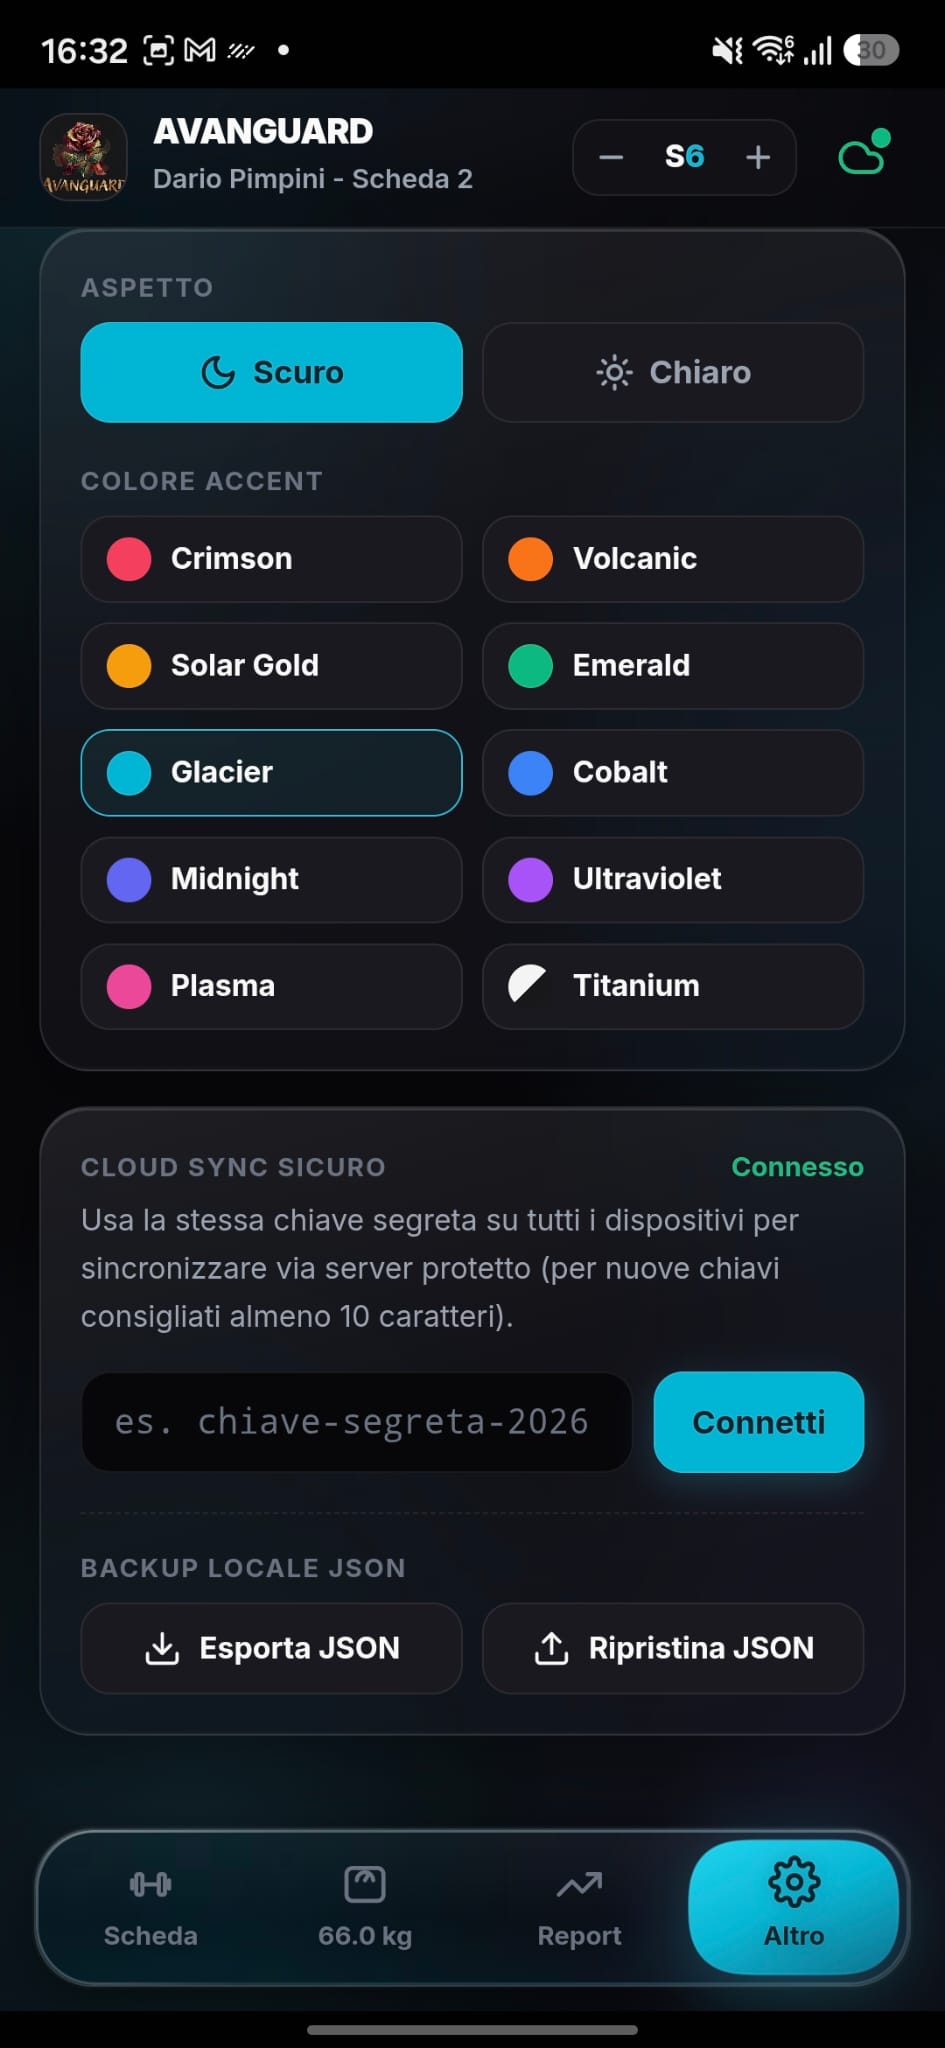 16:32
6
30
AVANGUARD
AVANGUARD
Dario Pimpini - Scheda 2
S6
ASPETTO
Scuro
Chiaro
COLORE ACCENT
Crimson
Volcanic
Solar Gold
Emerald
Glacier
Cobalt
Midnight
Ultraviolet
Plasma
Titanium
CLOUD SYNC SICURO
Connesso
Usa la stessa chiave segreta su tutti i dispositivi per
sincronizzare via server protetto (per nuove chiavi
consigliati almeno 10 caratteri).
es. chiave-segreta-2026
Connetti
BACKUP LOCALE JSON
Esporta JSON
Ripristina JSON
Scheda
66.0 kg
Report
Altro